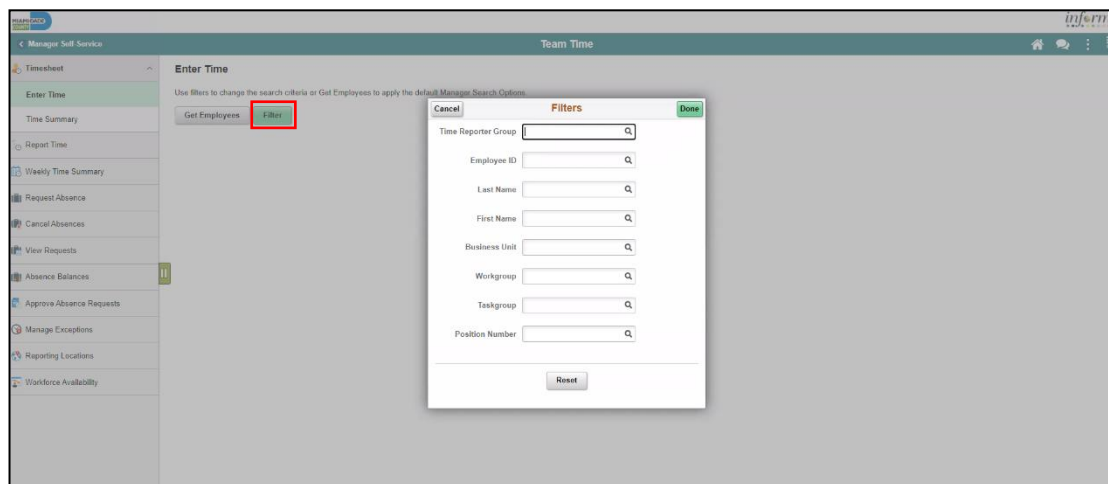 MIAMI-DADE
COUNTY
inform
Manager Self-Service
Team Time
Timesheet
Enter Time
Time Summary
Report Time
Weekly Time Summary
Request Absence
Cancel Absences
View Requests
Absence Balances
Approve Absence Requests
Manage Exceptions
Reporting Locations
Workforce Availability
Enter Time
Use filters to change the search criteria or Get Employees to apply the default Manager Search Options.
Get Employees
Filter
Cancel
Filters
Done
Time Reporter Group
Employee ID
Last Name
First Name
Business Unit
Workgroup
Taskgroup
Position Number
Reset